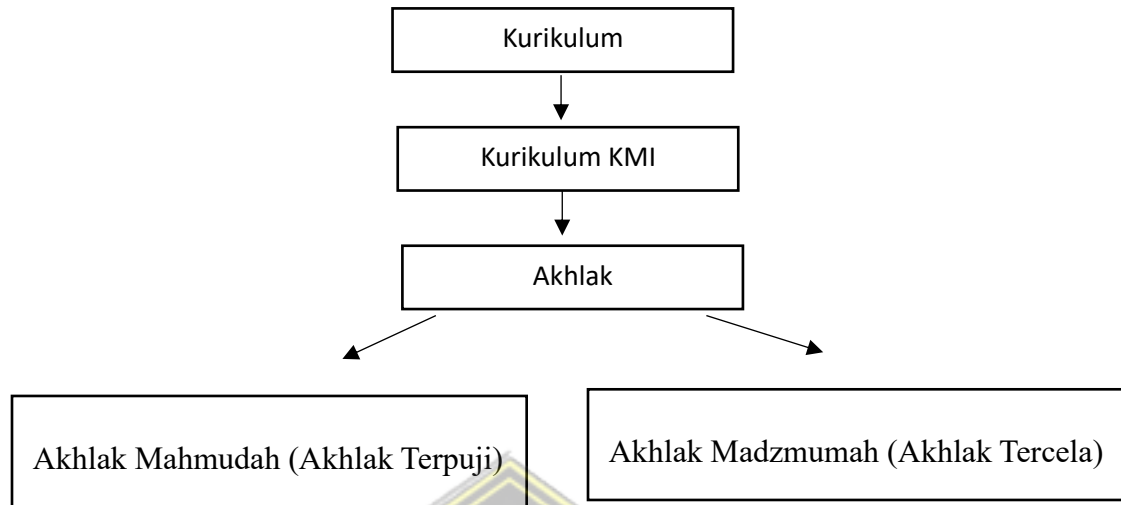 Kurikulum
Kurikulum KMI
Akhlak
Akhlak Mahmudah (Akhlak Terpuji)
Akhlak Madzmumah (Akhlak Tercela)